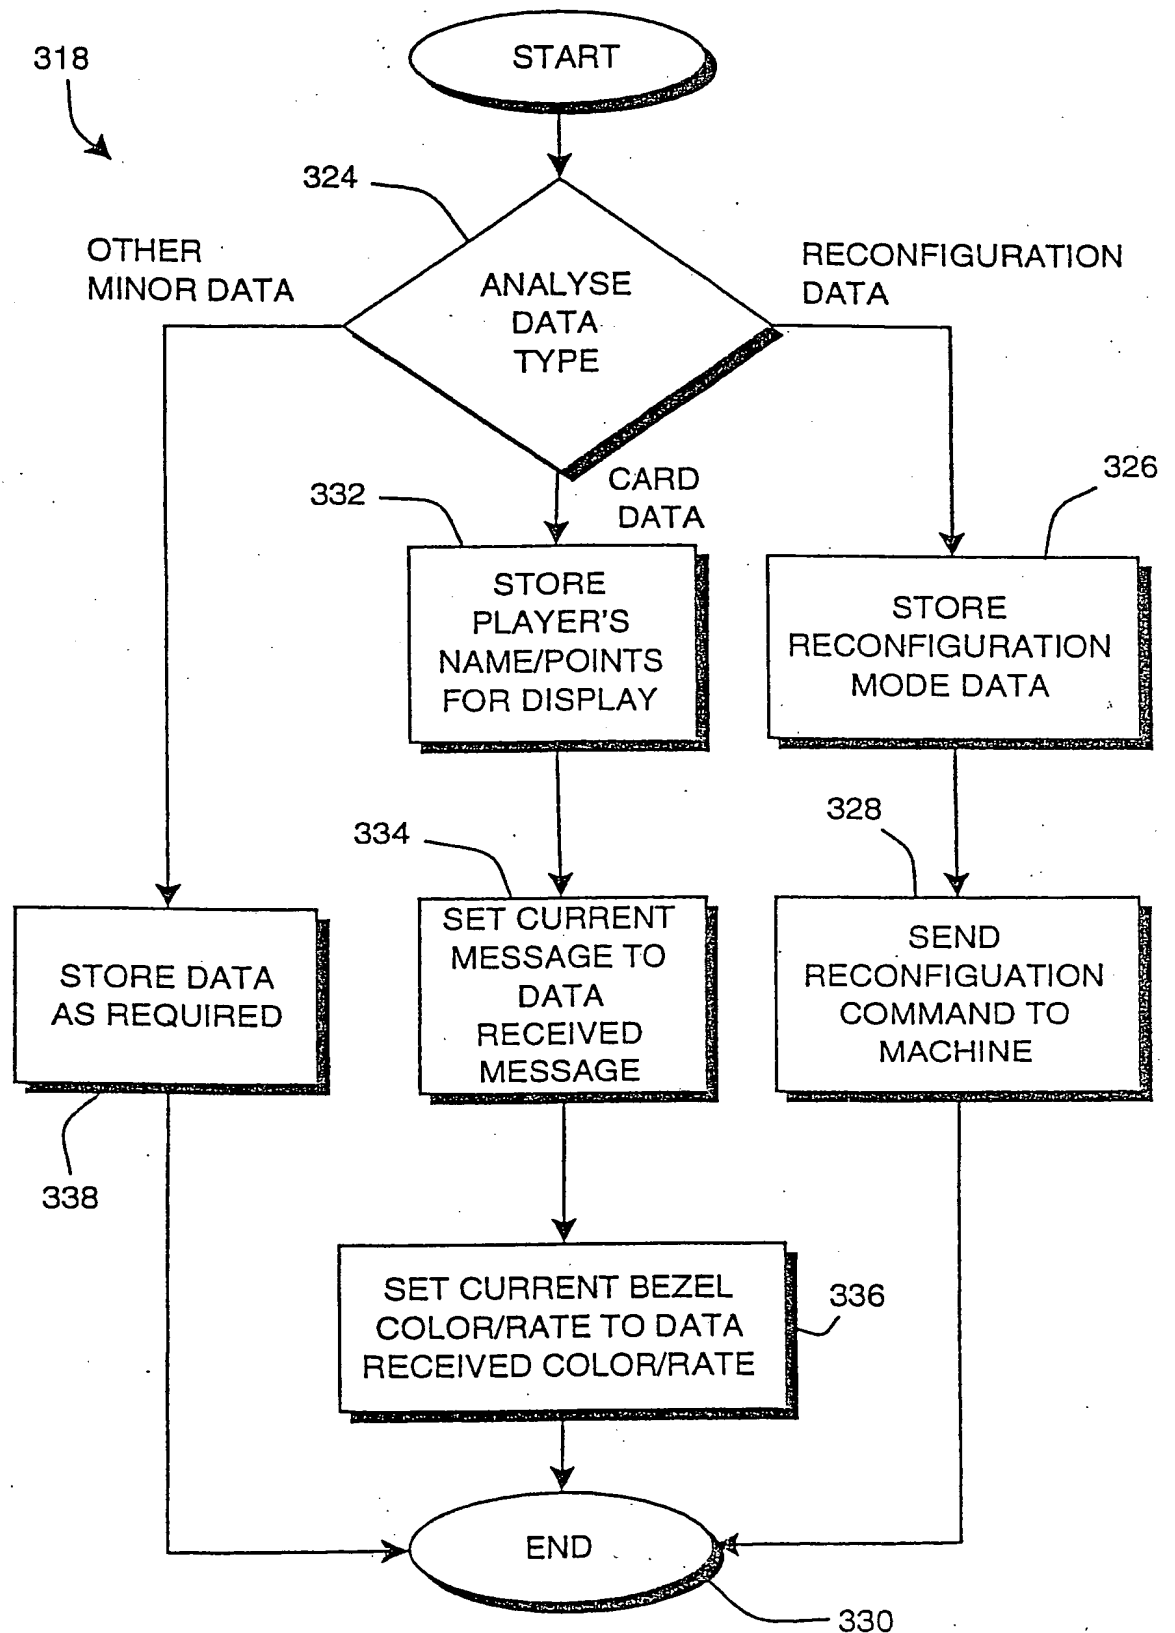 START
318
324
OTHER
MINOR DATA
ANALYSE
DATA
TYPE
RECONFIGURATION
DATA
CARD
DATA
332
326
STORE
PLAYER'S
NAME/POINTS
FOR DISPLAY
STORE
RECONFIGURATION
MODE DATA
334
328
STORE DATA
AS REQUIRED
SET CURRENT
MESSAGE TO
DATA
RECEIVED
MESSAGE
SEND
RECONFIGUATION
COMMAND TO
MACHINE
338
SET CURRENT BEZEL
COLOR/RATE TO DATA
RECEIVED COLOR/RATE
336
END
330